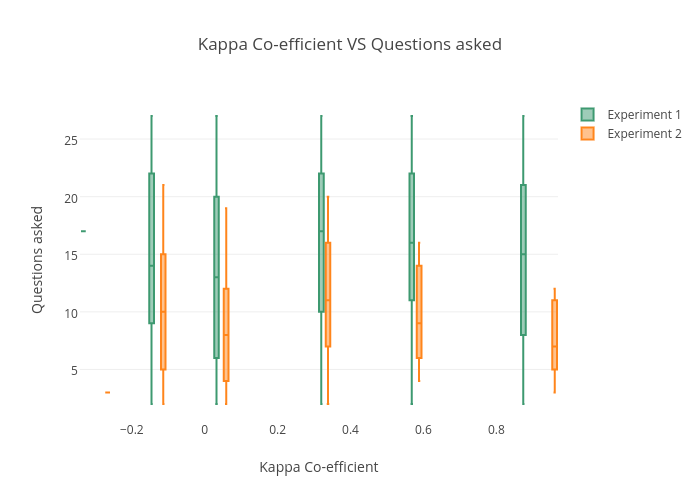 Kappa Co-efficient VS Questions asked
Experiment 1
Experiment 2
Questions asked
25
20
15
10
5
−0.2
0
0.2
0.4
0.6
0.8
Kappa Co-efficient